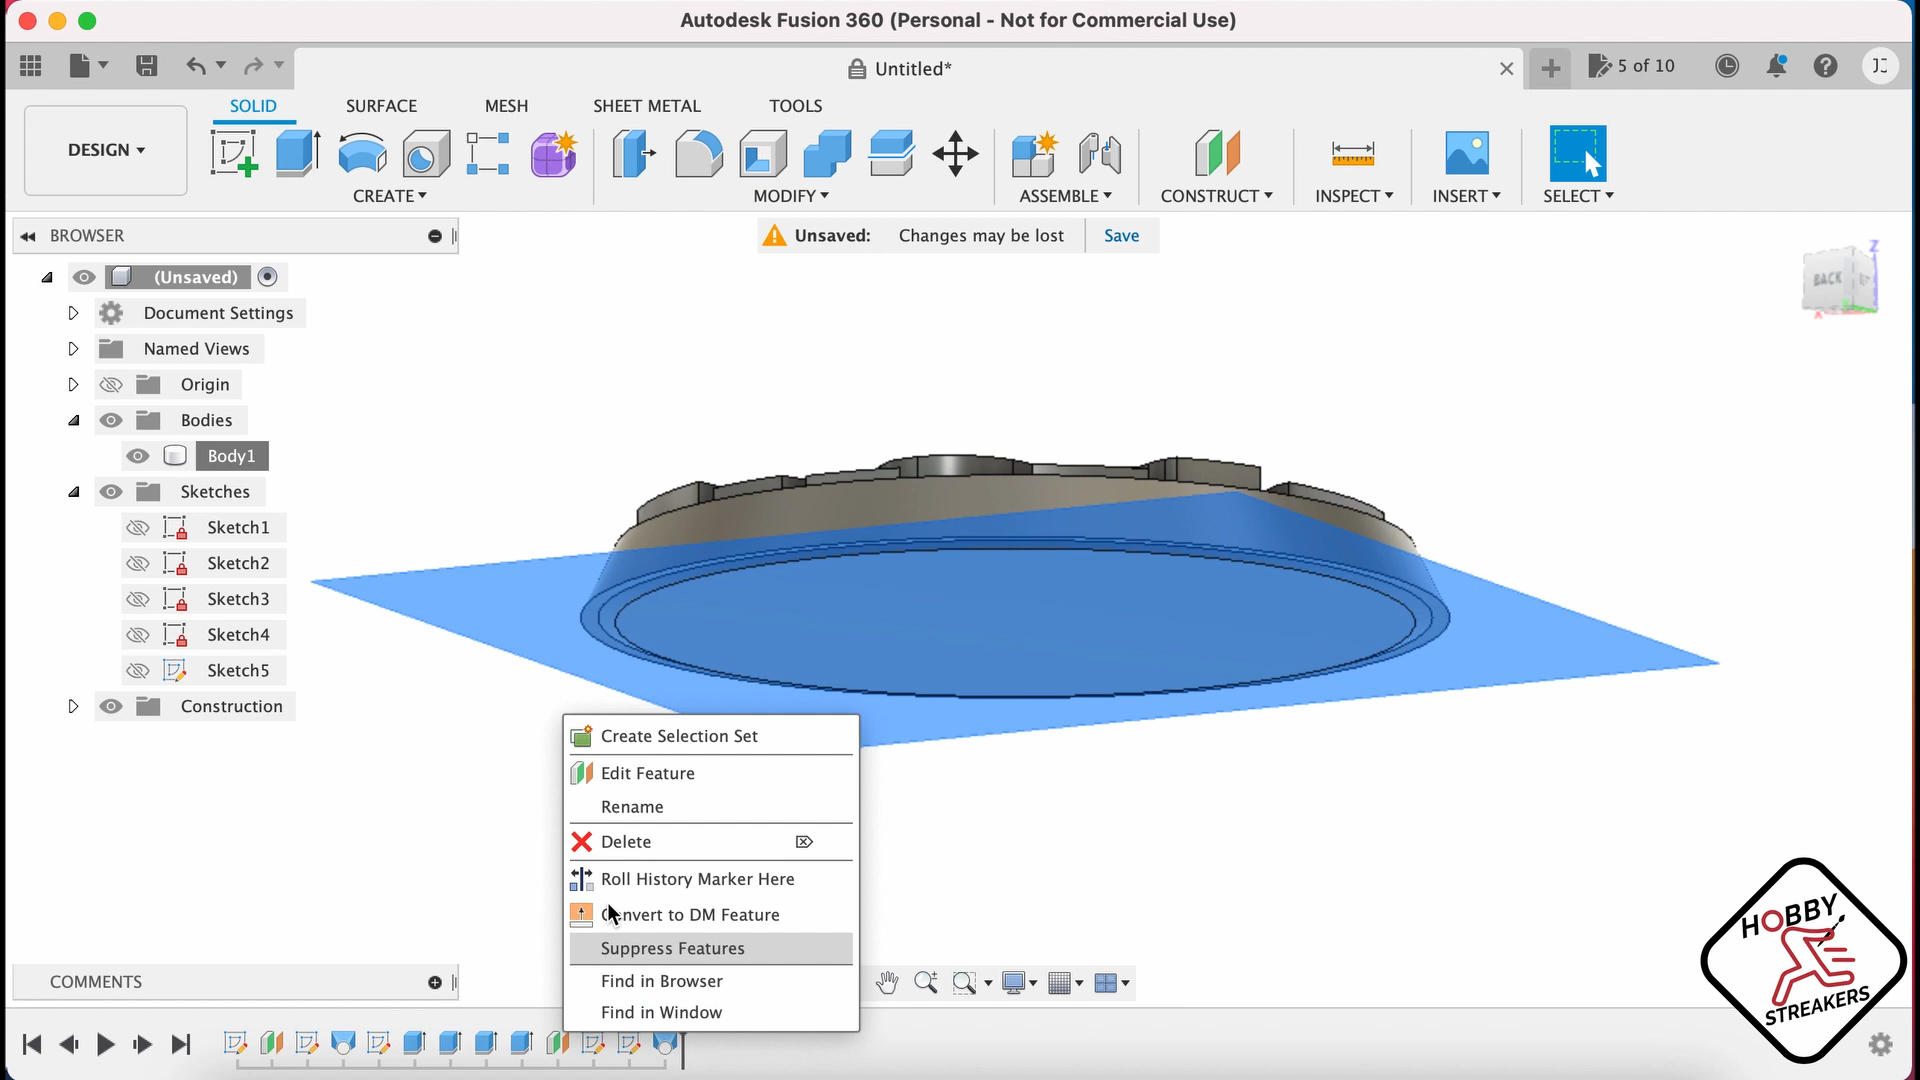 Autodesk Fusion 360 (Personal - Not for Commercial Use)
Untitled*
5 of 10
JC
DESIGN
SOLID
SURFACE
MESH
SHEET METAL
TOOLS
CREATE
MODIFY
ASSEMBLE
CONSTRUCT
INSPECT
INSERT
SELECT
BROWSER
Unsaved: Changes may be lost Save
(Unsaved)
Document Settings
Named Views
Origin
Bodies
Body1
Sketches
Sketch1
Sketch2
Sketch3
Sketch4
Sketch5
Construction
Z
BACK
X
Create Selection Set
Edit Feature
Rename
Delete
Roll History Marker Here
nvert to DM Feature
Suppress Features
Find in Browser
Find in Window
COMMENTS
HOBBY
STREAKERS